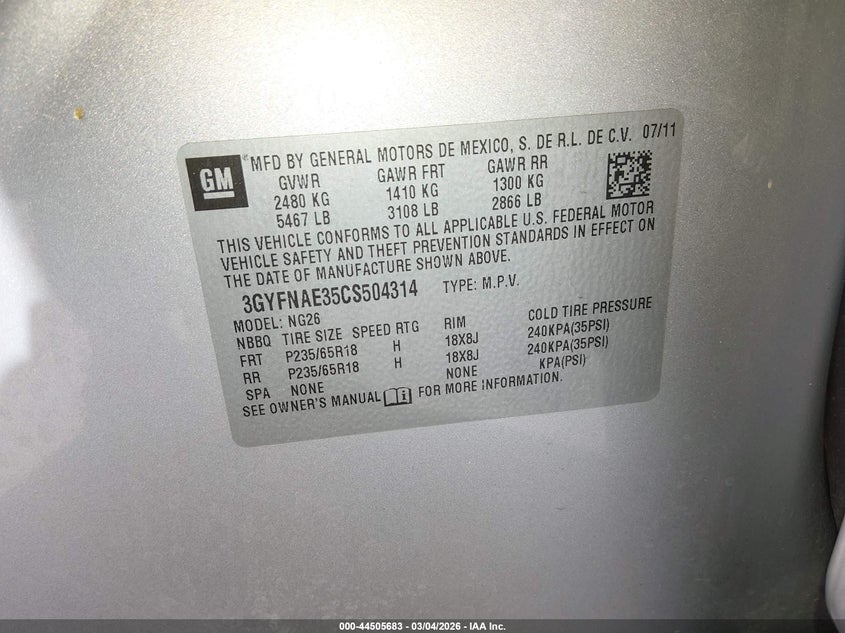 GM
MFD BY GENERAL MOTORS DE MEXICO, S. DE R.L. DE C.V. 07/11
GVWR GAWR FRT GAWR RR
2480 KG 1410 KG 1300 KG
5467 LB 3108 LB 2866 LB
THIS VEHICLE CONFORMS TO ALL APPLICABLE U.S. FEDERAL MOTOR
VEHICLE SAFETY AND THEFT PREVENTION STANDARDS IN EFFECT ON
THE DATE OF MANUFACTURE SHOWN ABOVE.
3GYFNAE35CS504314 TYPE: M.P.V.
MODEL: NG26
NBBQ TIRE SIZE SPEED RTG RIM COLD TIRE PRESSURE
FRT P235/65R18 H 18X8J 240KPA(35PSI)
RR P235/65R18 H 18X8J 240KPA(35PSI)
SPA NONE NONE KPA(PSI)
SEE OWNER'S MANUAL FOR MORE INFORMATION.
000-44505683 - 03/04/2026 - IAA Inc.